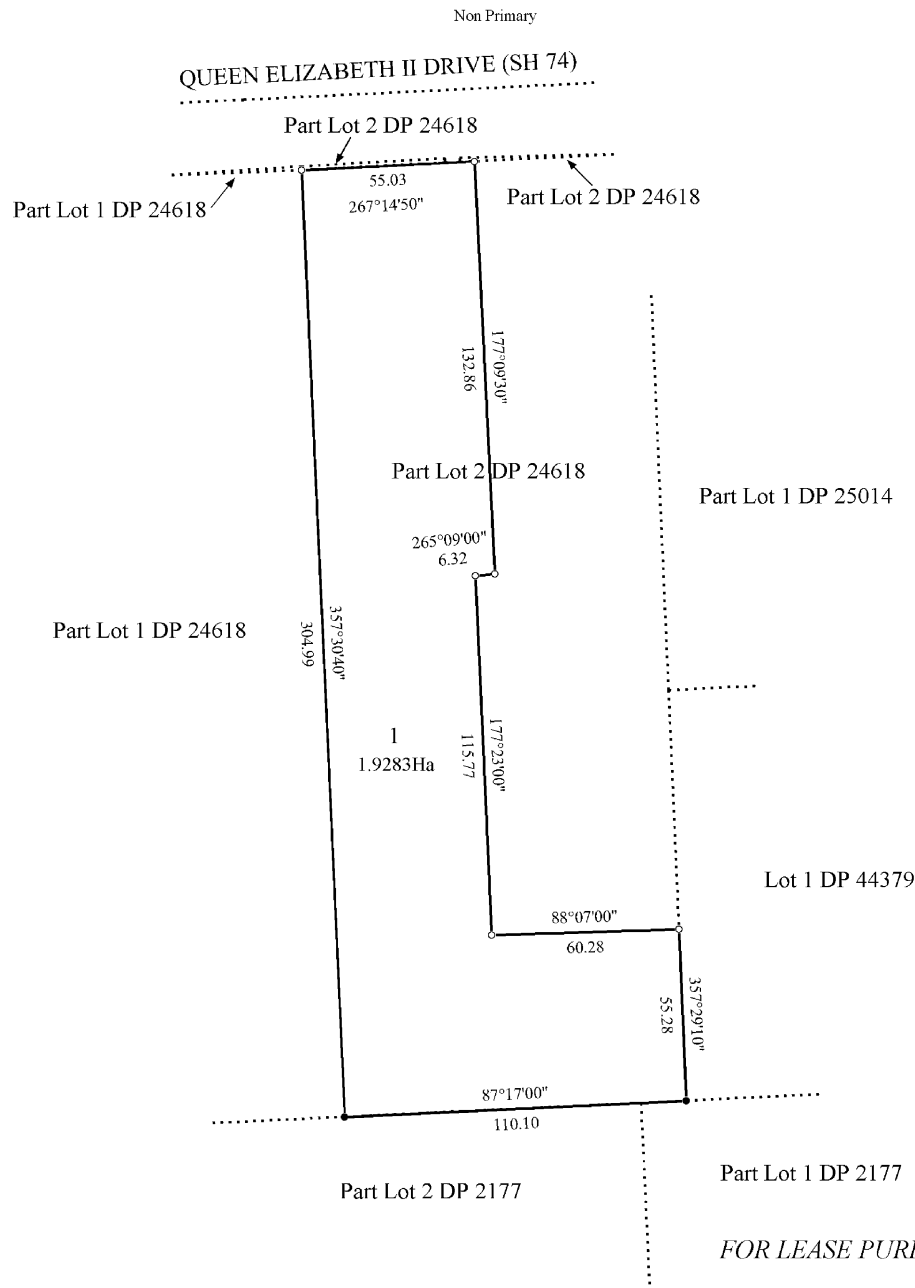 Non Primary
QUEEN ELIZABETH II DRIVE (SH 74)
Part Lot 2 DP 24618
55.03
267°14'50"
Part Lot 1 DP 24618
Part Lot 2 DP 24618
177°09'30"
132.86
Part Lot 2 DP 24618
Part Lot 1 DP 25014
265°09'00"
6.32
Part Lot 1 DP 24618
357°30'40"
304.99
1
1.9283Ha
177°23'00"
115.77
Lot 1 DP 44379
88°07'00"
60.28
357°29'10"
55.28
87°17'00"
110.10
Part Lot 2 DP 2177
Part Lot 1 DP 2177
FOR LEASE